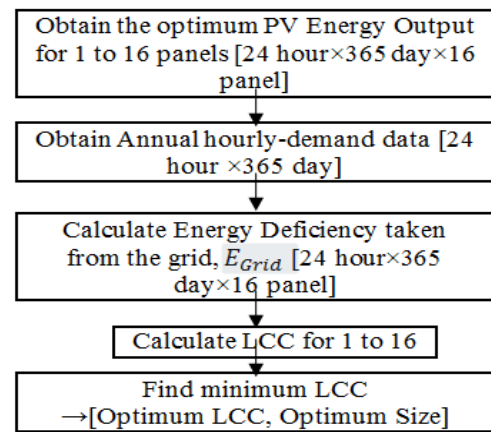 Obtain the optimum PV Energy Output
for 1 to 16 panels [24 hour×365 day×16
panel]
Obtain Annual hourly-demand data [24
hour ×365 day]
Calculate Energy Deficiency taken
from the grid, E_Grid [24 hour×365
day×16 panel]
Calculate LCC for 1 to 16
Find minimum LCC
→[Optimum LCC, Optimum Size]